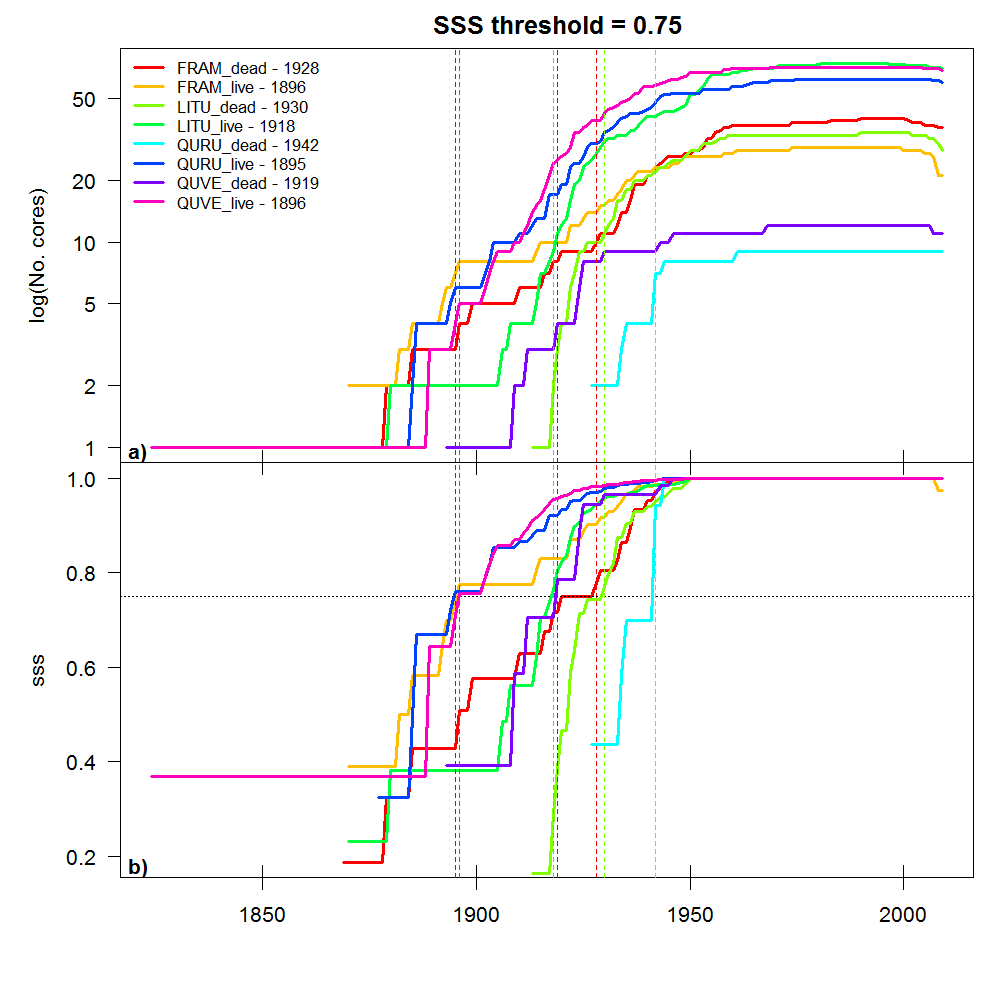 SSS threshold = 0.75
FRAM_dead - 1928
FRAM_live - 1896
LITU_dead - 1930
LITU_live - 1918
QURU_dead - 1942
QURU_live - 1895
QUVE_dead - 1919
QUVE_live - 1896
log(No. cores)
50
20
10
5
2
1
a)
sss
1.0
0.8
0.6
0.4
0.2
b)
1850 1900 1950 2000